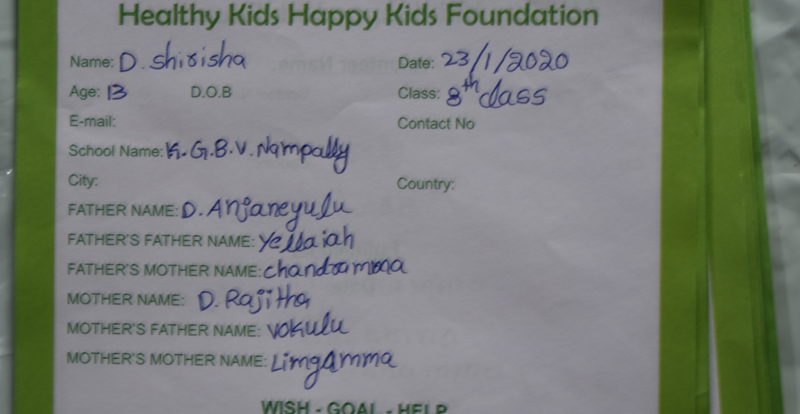 Healthy Kids Happy Kids Foundation
Name: D. Shirisha Date: 23/1/2020
Age: 13 D.O.B Class: 8th class
E-mail: Contact No
School Name: K.G.B.V. Nampally
City: Country:
FATHER NAME: D. Anjaneyulu
FATHER'S FATHER NAME: Yellaiah
FATHER'S MOTHER NAME: chandramma
MOTHER NAME: D. Rajitha
MOTHER'S FATHER NAME: Vokulu
MOTHER'S MOTHER NAME: Limgamma
WISH - GOAL - HELP